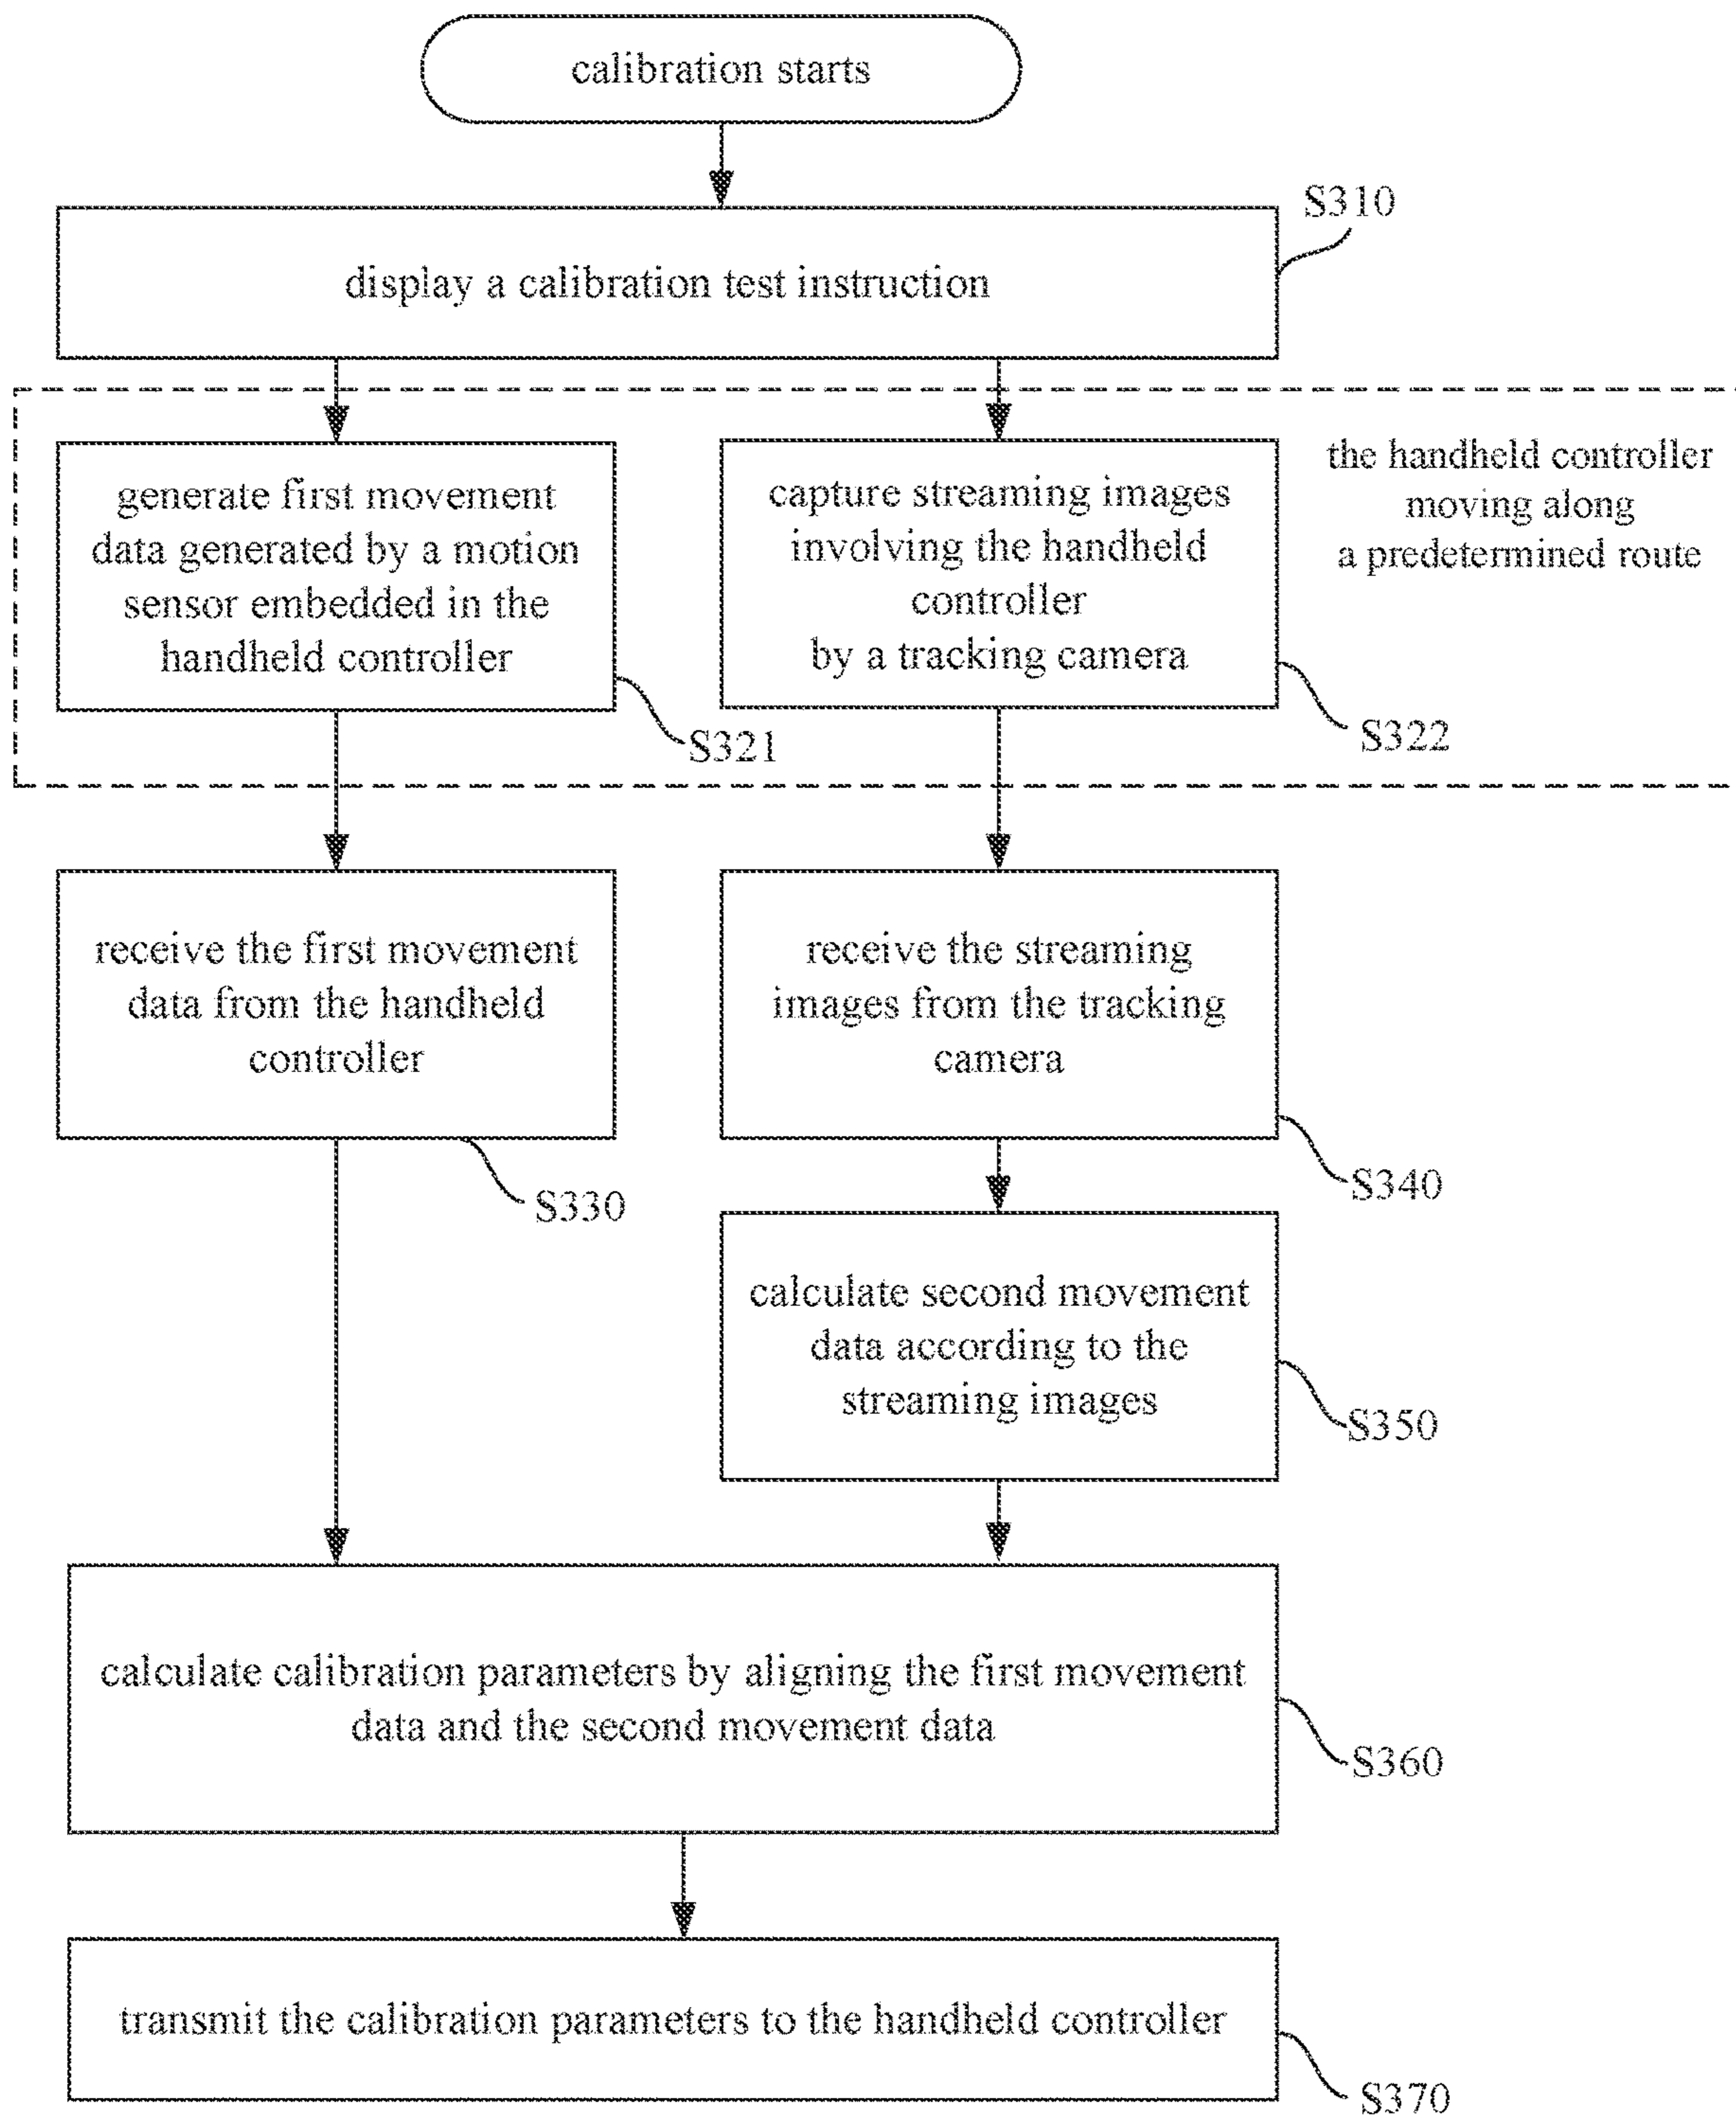 calibration starts
S310
display a calibration test instruction
generate first movement
data generated by a motion
sensor embedded in the
handheld controller
S321
capture streaming images
involving the handheld
controller
by a tracking camera
S322
the handheld controller
moving along
a predetermined route
receive the first movement
data from the handheld
controller
S330
receive the streaming
images from the tracking
camera
S340
calculate second movement
data according to the
streaming images
S350
calculate calibration parameters by aligning the first movement
data and the second movement data
S360
transmit the calibration parameters to the handheld controller
S370